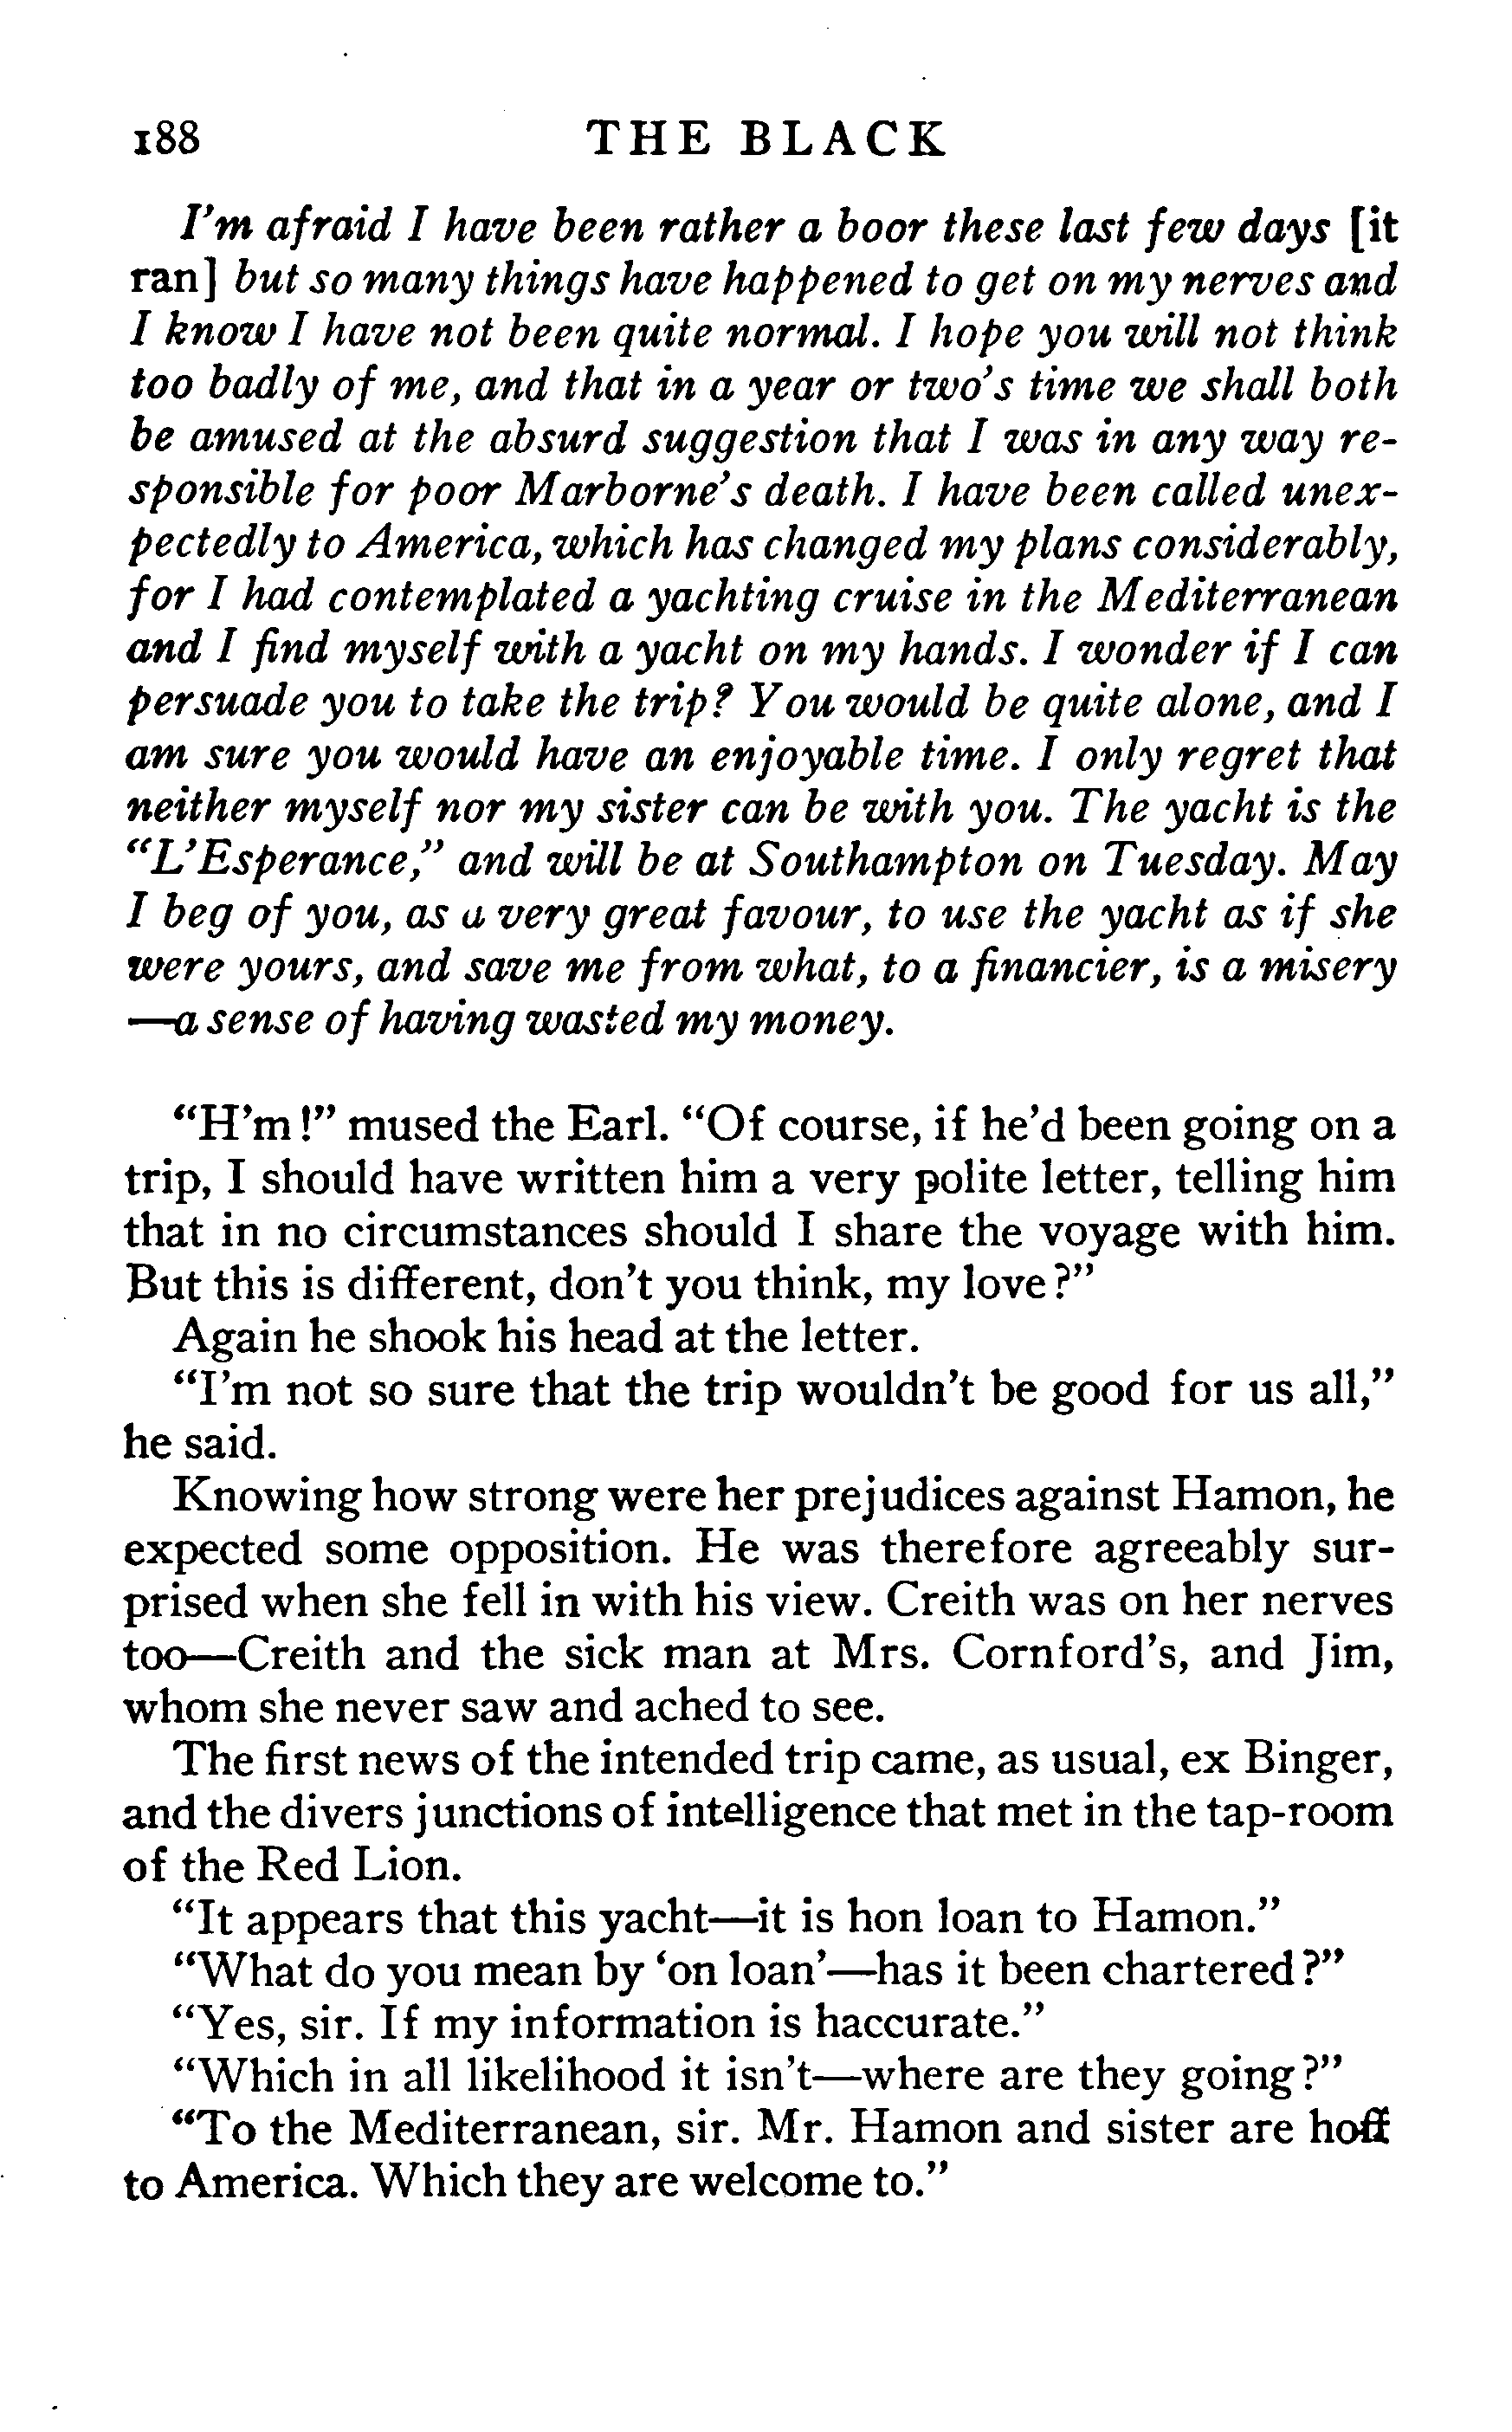 188 THE BLACK
I'm afraid I have been rather a boor these last few days [it
ran] but so many things have happened to get on my nerves and
I know I have not been quite normal. I hope you will not think
too badly of me, and that in a year or two's time we shall both
be amused at the absurd suggestion that I was in any way re-
sponsible for poor Marborne's death. I have been called unex-
pectedly to America, which has changed my plans considerably,
for I had contemplated a yachting cruise in the Mediterranean
and I find myself with a yacht on my hands. I wonder if I can
persuade you to take the trip? You would be quite alone, and I
am sure you would have an enjoyable time. I only regret that
neither myself nor my sister can be with you. The yacht is the
"L'Esperance," and will be at Southampton on Tuesday. May
I beg of you, as a very great favour, to use the yacht as if she
were yours, and save me from what, to a financier, is a misery
—a sense of having wasted my money.
"H'm!" mused the Earl. "Of course, if he'd been going on a
trip, I should have written him a very polite letter, telling him
that in no circumstances should I share the voyage with him.
But this is different, don't you think, my love?"
Again he shook his head at the letter.
"I'm not so sure that the trip wouldn't be good for us all,"
he said.
Knowing how strong were her prejudices against Hamon, he
expected some opposition. He was therefore agreeably sur-
prised when she fell in with his view. Creith was on her nerves
too—Creith and the sick man at Mrs. Cornford's, and Jim,
whom she never saw and ached to see.
The first news of the intended trip came, as usual, ex Binger,
and the divers junctions of intelligence that met in the tap-room
of the Red Lion.
"It appears that this yacht—it is hon loan to Hamon."
"What do you mean by 'on loan'—has it been chartered?"
"Yes, sir. If my information is haccurate."
"Which in all likelihood it isn't—where are they going?"
"To the Mediterranean, sir. Mr. Hamon and sister are hoff
to America. Which they are welcome to."